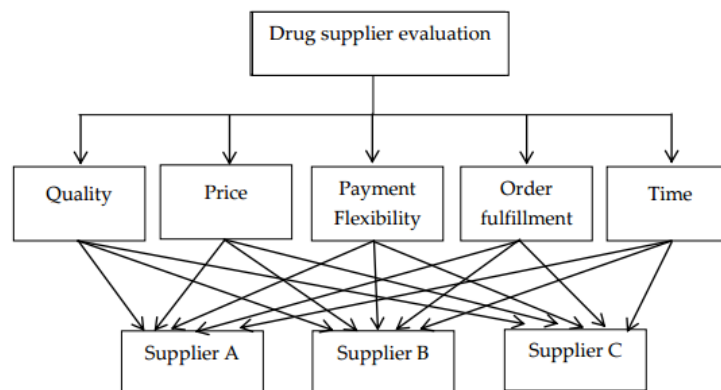 Drug supplier evaluation
Quality
Price
Payment
Flexibility
Order
fulfillment
Time
Supplier A
Supplier B
Supplier C